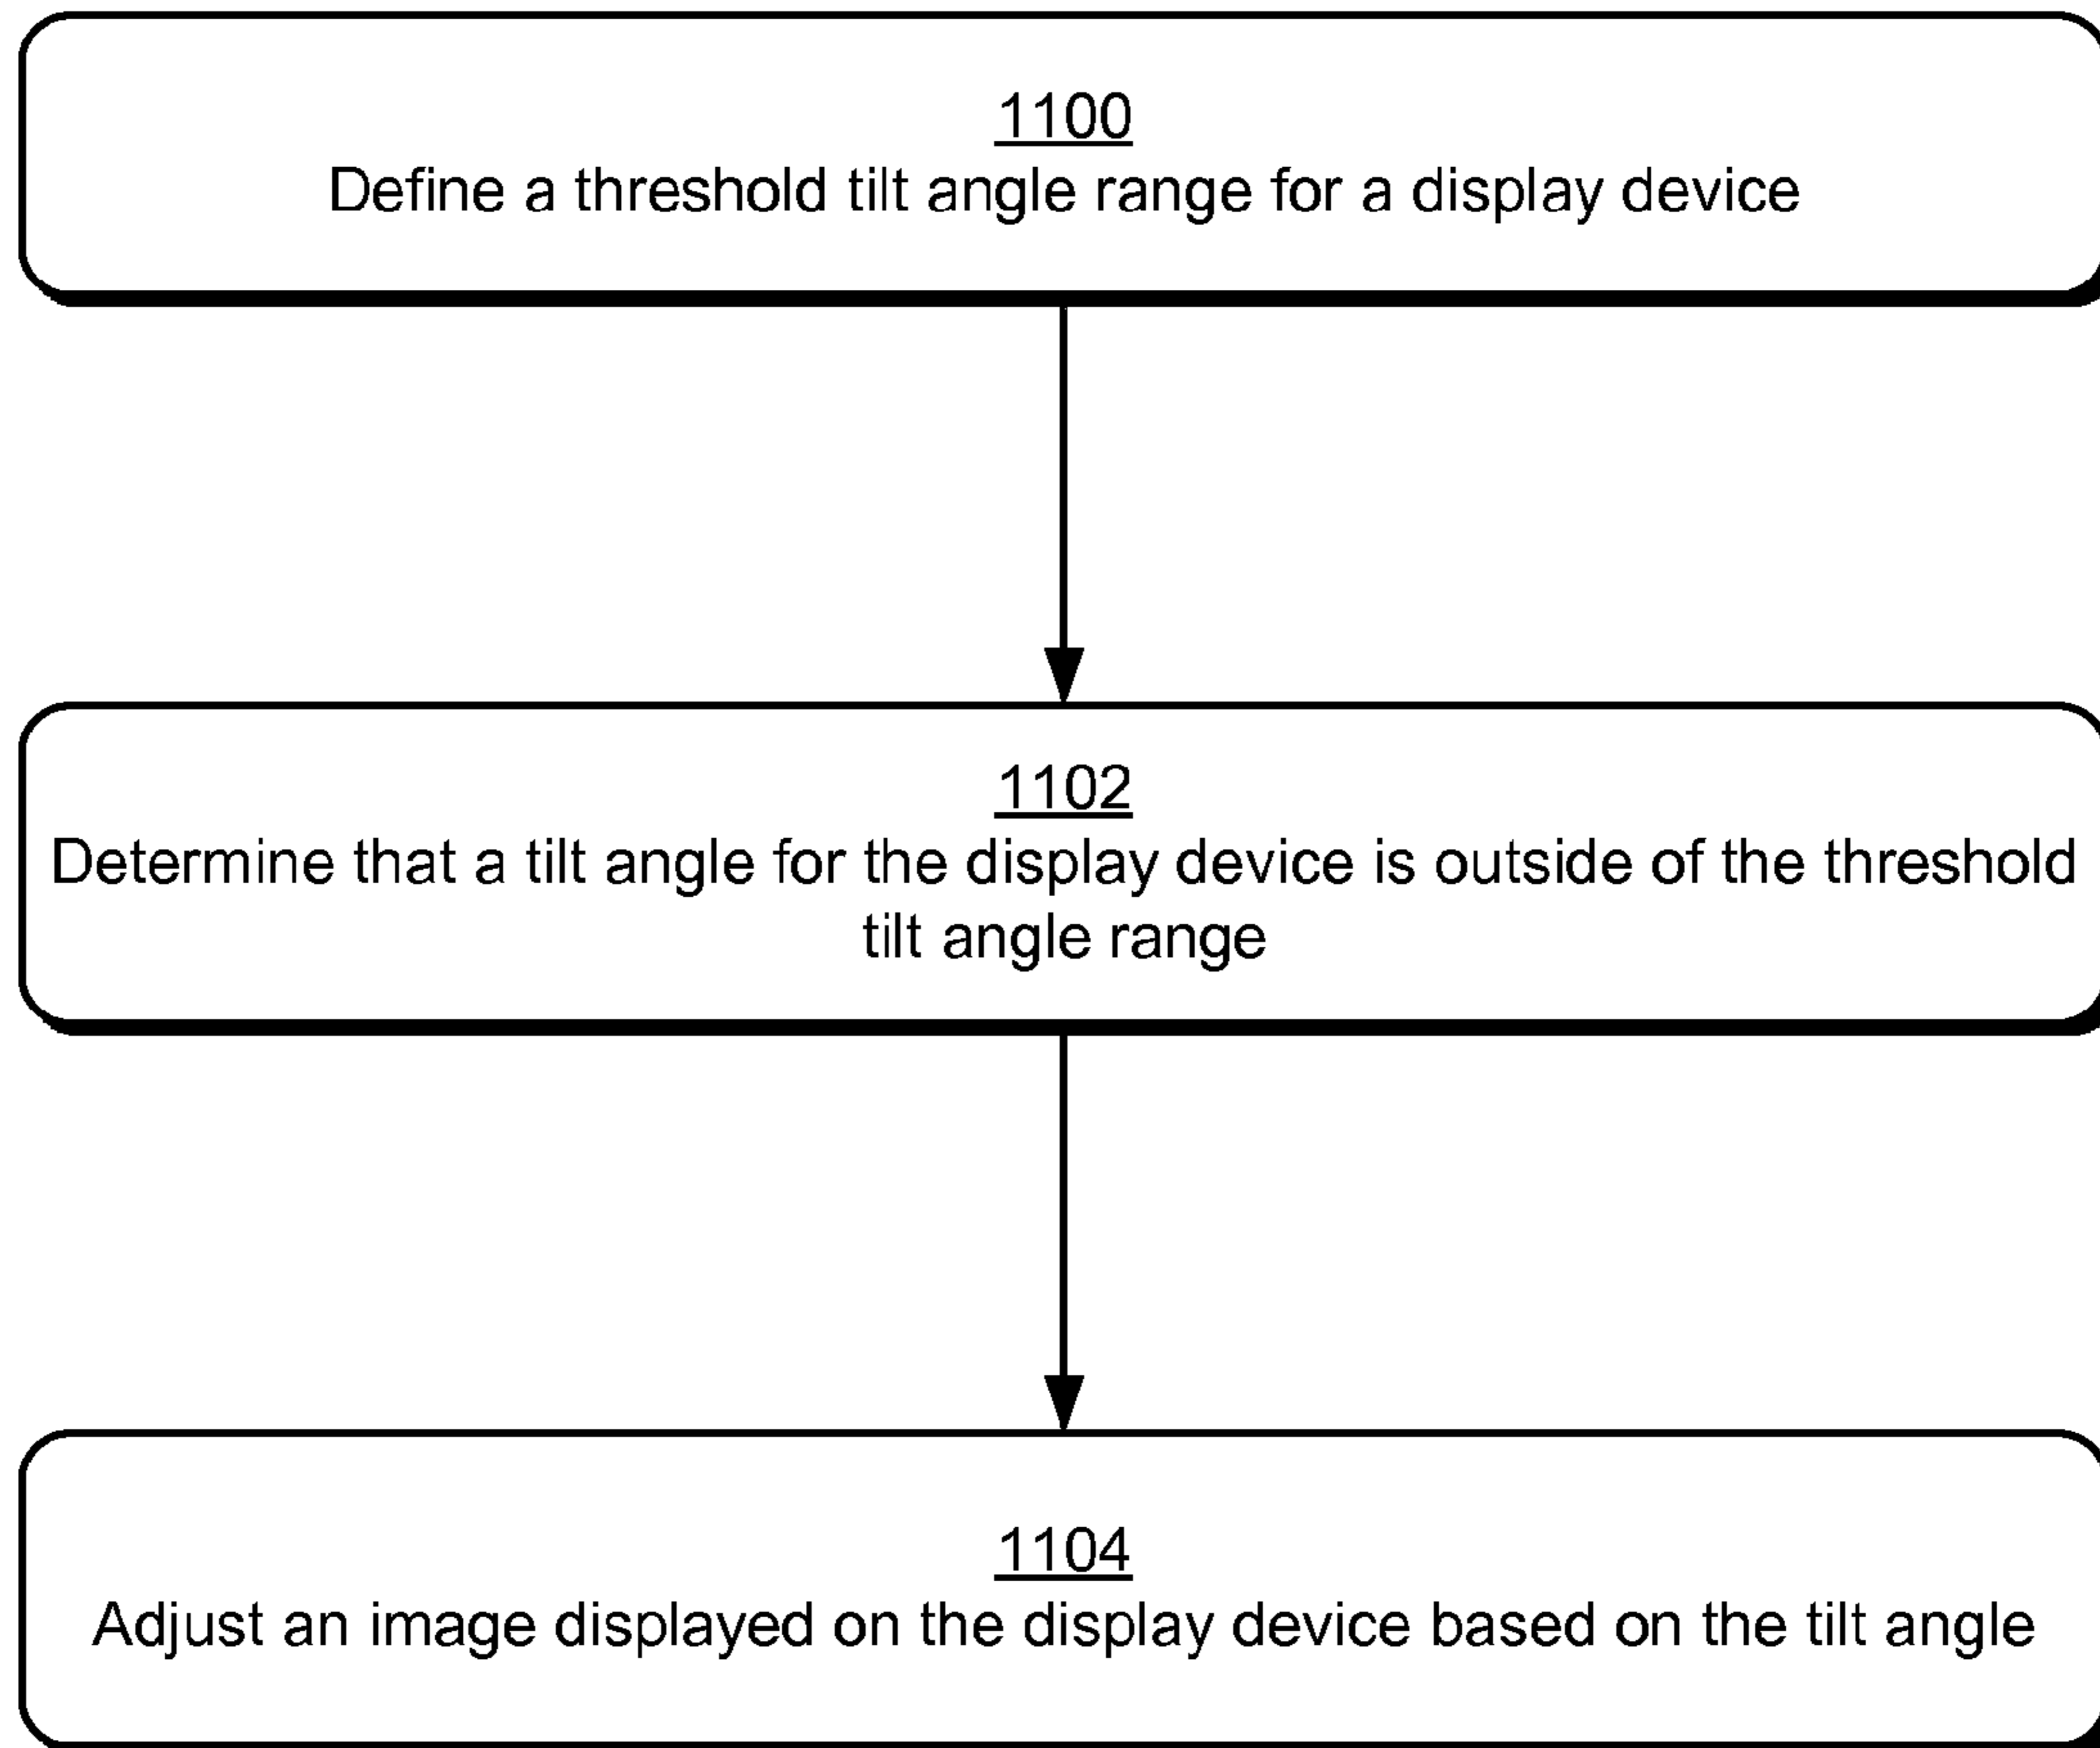 1100
Define a threshold tilt angle range for a display device
1102
Determine that a tilt angle for the display device is outside of the threshold
tilt angle range
1104
Adjust an image displayed on the display device based on the tilt angle